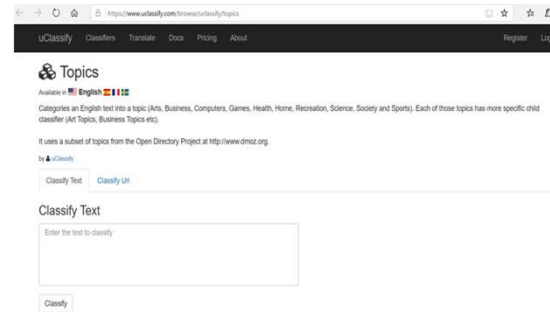 https://www.uclassify.com/browse/uclassify/topics
uClassify Classifiers Translate Docs Pricing About Register
Topics
Available in English
Categories an English text into a topic (Arts, Business, Computers, Games, Health, Home, Recreation, Science, Society and Sports). Each of those topics has more specific child
classifier (Art Topics, Business Topics etc).
It uses a subset of topics from the Open Directory Project at http://www.dmoz.org.
by uClassify
Classify Text Classify Url
Classify Text
Enter the text to classify
Classify